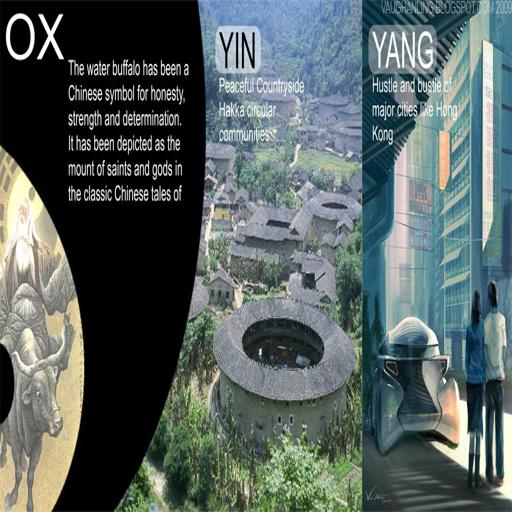 OX
The water buffalo has been a
Chinese symbol for honesty,
strength and determination.
It has been depicted as the
mount of saints and gods in
the classic Chinese tales of
YIN
Peaceful Countryside
Hakka circular
communities.
YANG
Hustle and bustle of
major cities like Hong
Kong
VAUGHANLING.BLOGSPOT.COM 2009